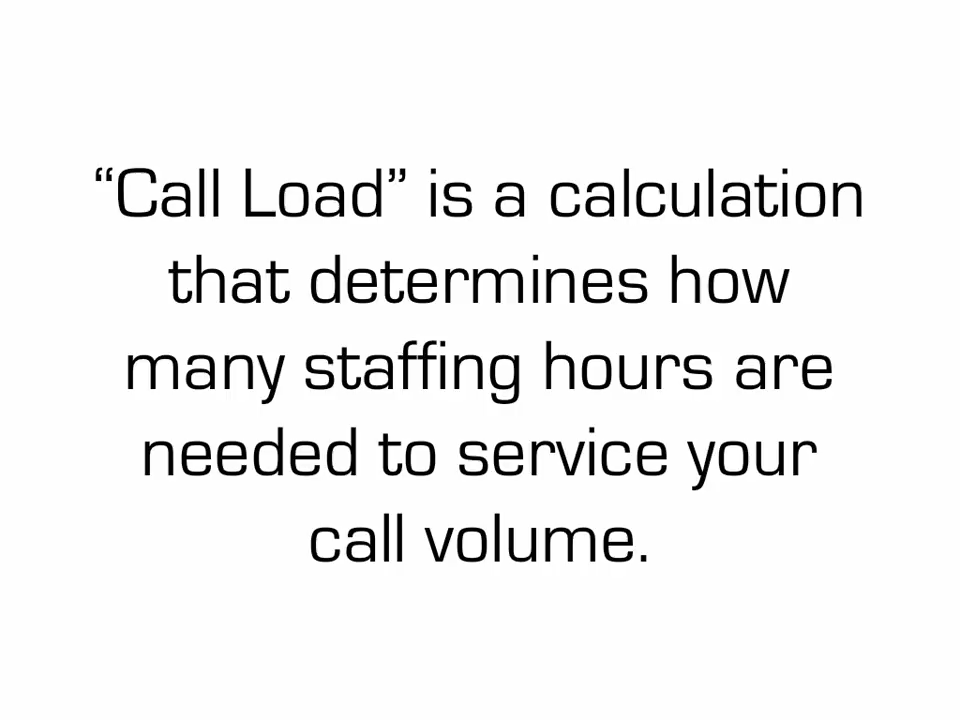 “Call Load” is a calculation
that determines how
many staffing hours are
needed to service your
call volume.